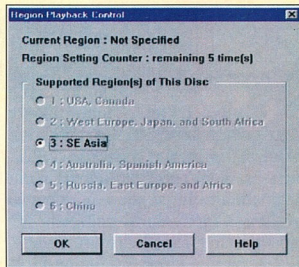 Region Playback Control
Current Region : Not Specified
Region Setting Counter : remaining 5 time(s)
Supported Region(s) of This Disc
1 : USA, Canada
2 : West Europe, Japan, and South Africa
3 : SE Asia
4 : Australia, Spanish America
5 : Russia, East Europe, and Africa
6 : China
OK
Cancel
Help